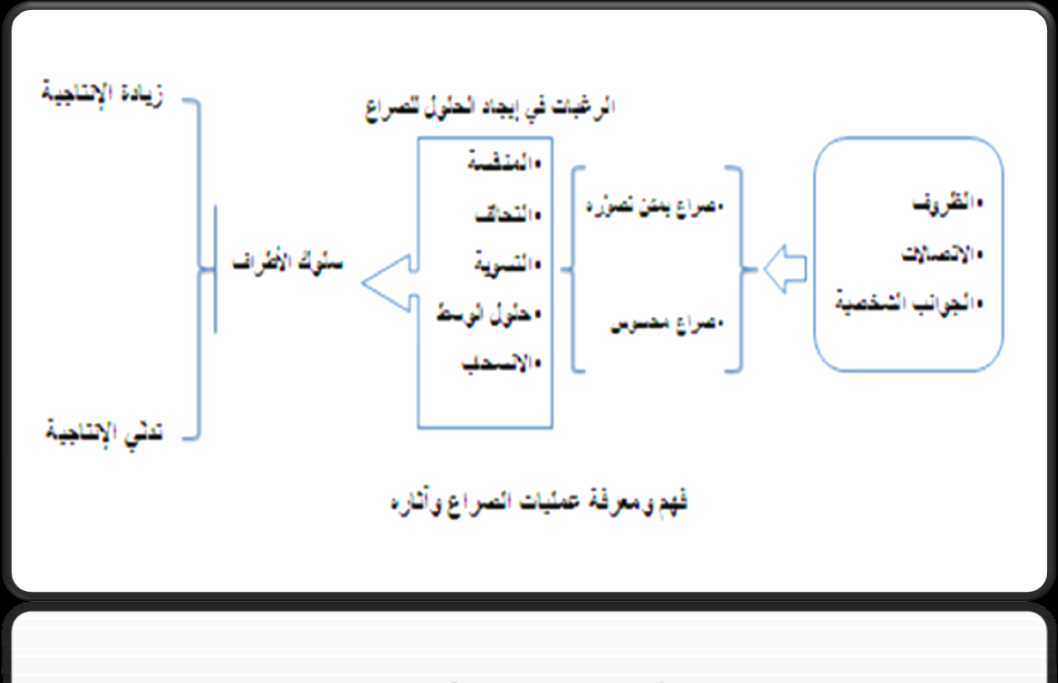 الظروف
الاتصالات
الجوانب الشخصية
صراع يمكن تصوره
صراع محسوس
الرغبات في إيجاد الحلول للصراع
المنافسة
التحالف
التسوية
حلول الوسط
الانسحاب
سلوك الأطراف
زيادة الإنتاجية
تدني الإنتاجية
فهم ومعرفة عمليات الصراع وآثاره